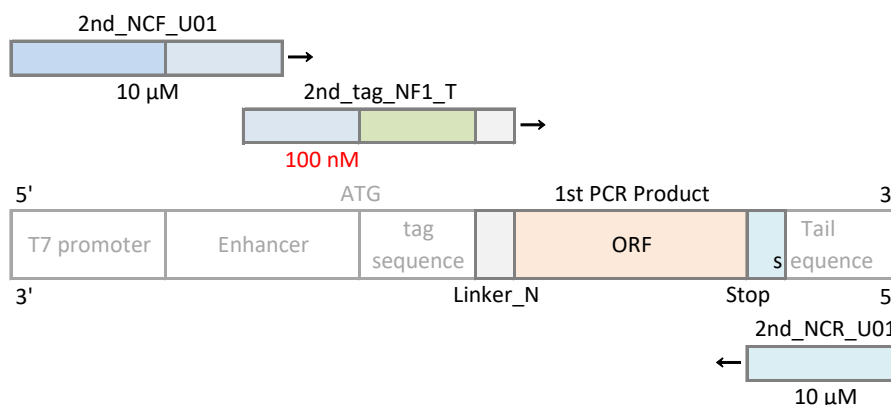 2nd_NCF_U01
10 µM
2nd_tag_NF1_T
100 nM
5'
ATG
1st PCR Product
3
T7 promoter
Enhancer
tag
sequence
ORF
s
Tail
equence
3'
Linker_N
Stop
5
2nd_NCR_U01
10 µM